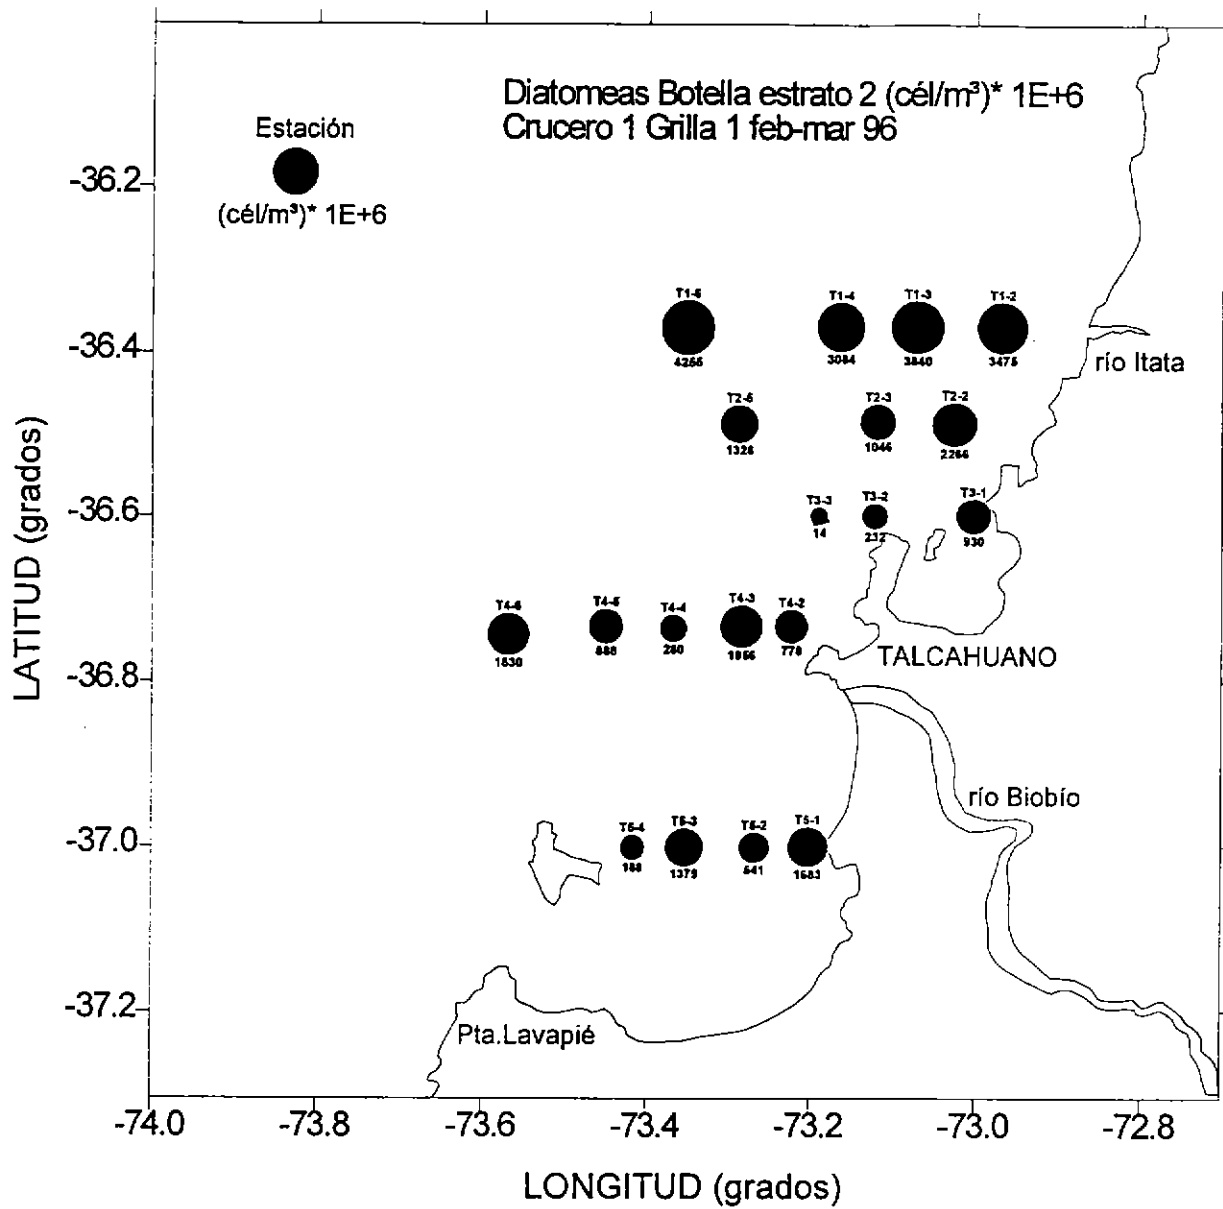 Diatomeas Botella estrato 2 (cél/m³)* 1E+6
Crucero 1 Grilla 1 feb-mar 96
Estación
(cél/m³)* 1E+6
-36.2
-36.4
-36.6
-36.8
-37.0
-37.2
LATITUD (grados)
T1-5 T1-4 T1-3 T1-2
3084 3840 3475
río Itata
T2-5 T2-3 T2-2
1046 2266
T3-3 T3-2 T3-1
14 232 930
T4-6 T4-5 T4-4 T4-3 T4-2
1830 280 1956 778
TALCAHUANO
río Biobío
T5-4 T5-3 T5-2 T5-1
1379 541 1583
Pta.Lavapié
-74.0 -73.8 -73.6 -73.4 -73.2 -73.0 -72.8
LONGITUD (grados)